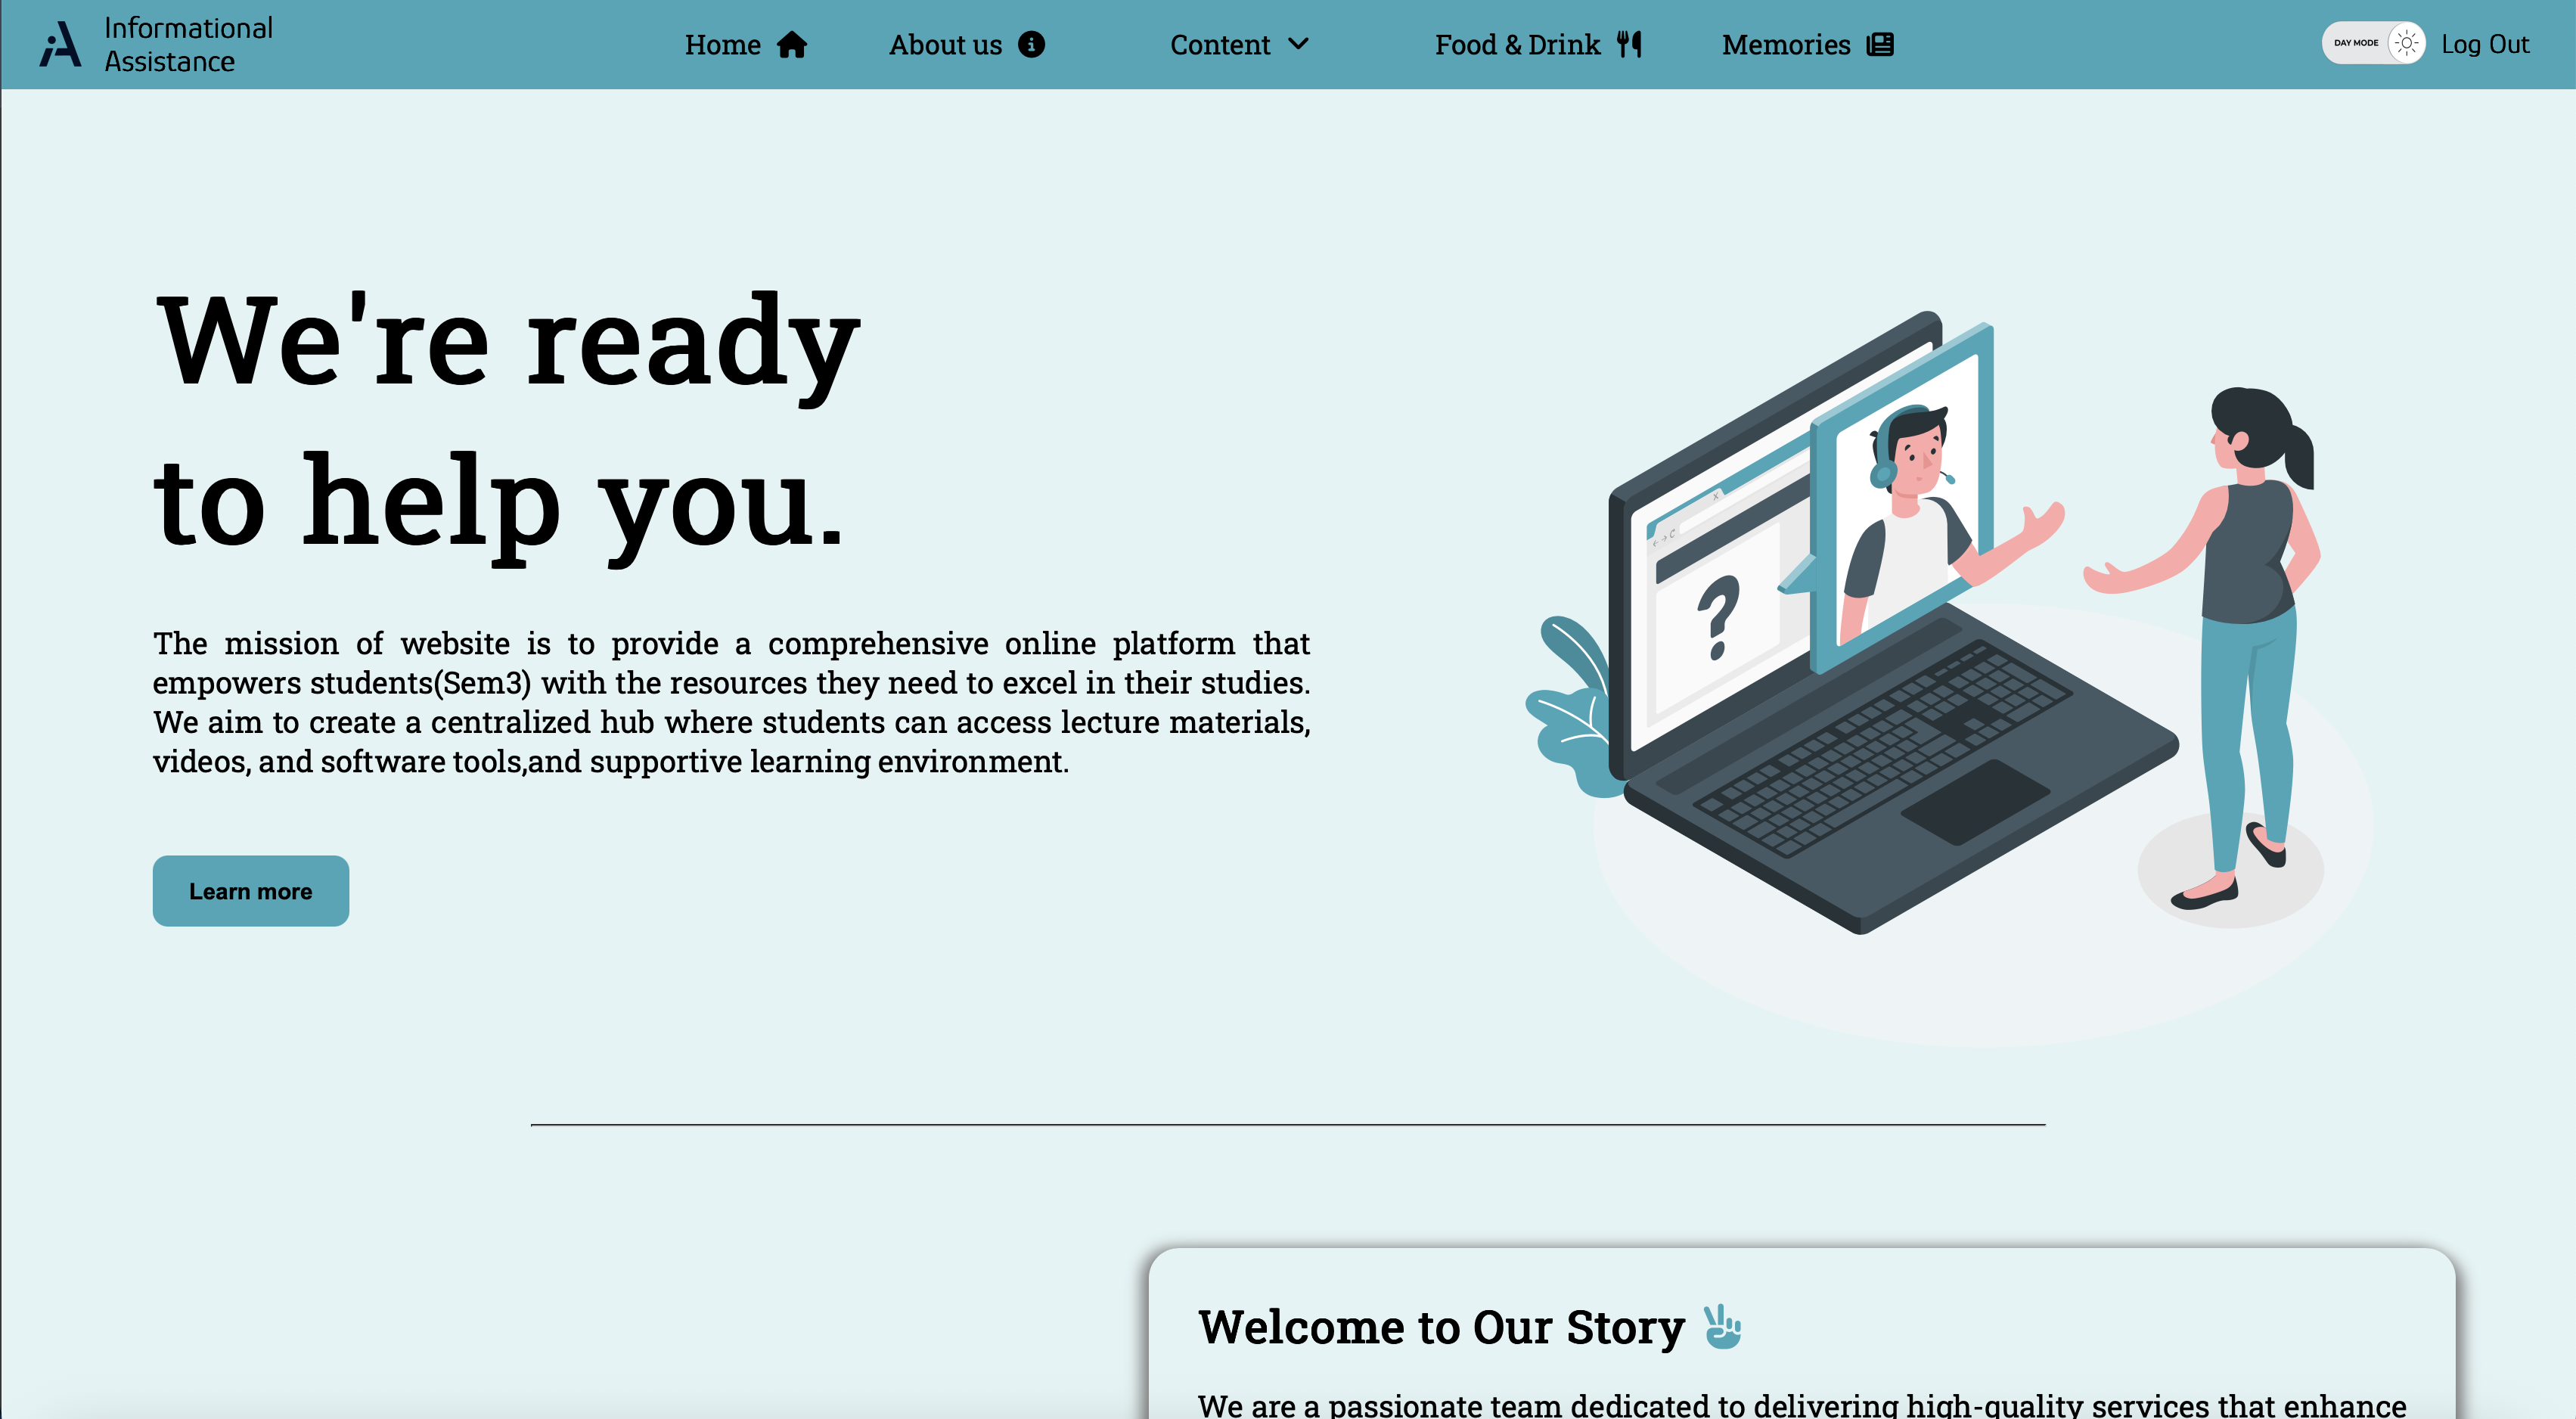 Informational
Assistance
Home
About us
Content
Food & Drink
Memories
DAY MODE
Log Out
We're ready
to help you.
The mission of website is to provide a comprehensive online platform that
empowers students(Sem3) with the resources they need to excel in their studies.
We aim to create a centralized hub where students can access lecture materials,
videos, and software tools,and supportive learning environment.
?
Learn more
Welcome to Our Story
We are a passionate team dedicated to delivering high-quality services that enhance